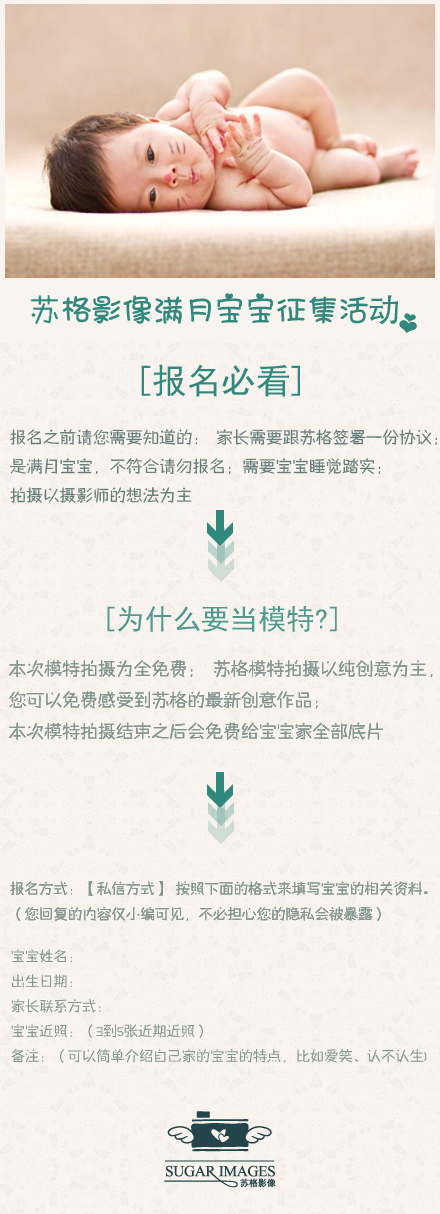 苏格影像满月宝宝征集活动
[报名必看]
报名之前请您需要知道的： 家长需要跟苏格签署一份协议；
是满月宝宝，不符合请勿报名；需要宝宝睡觉踏实；
拍摄以摄影师的想法为主
[为什么要当模特?]
本次模特拍摄为全免费； 苏格模特拍摄以纯创意为主，
您可以免费感受到苏格的最新创意作品；
本次模特拍摄结束之后会免费给宝宝家全部底片
报名方式：【私信方式】 按照下面的格式来填写宝宝的相关资料。
（您回复的内容仅小编可见，不必担心您的隐私会被暴露）
宝宝姓名：
出生日期：
家长联系方式：
宝宝近照：（3到5张近期近照）
备注：（可以简单介绍自己家的宝宝的特点，比如爱笑、认不认生）
SUGAR IMAGES
苏格影像